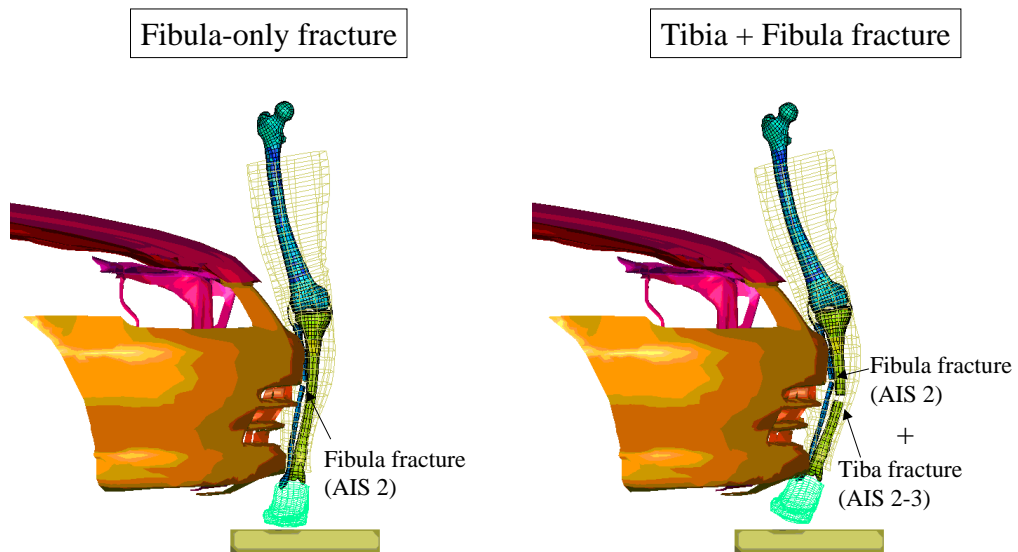 Fibula-only fracture
Tibia + Fibula fracture
Fibula fracture
(AIS 2)
Fibula fracture
(AIS 2)
+
Tiba fracture
(AIS 2-3)